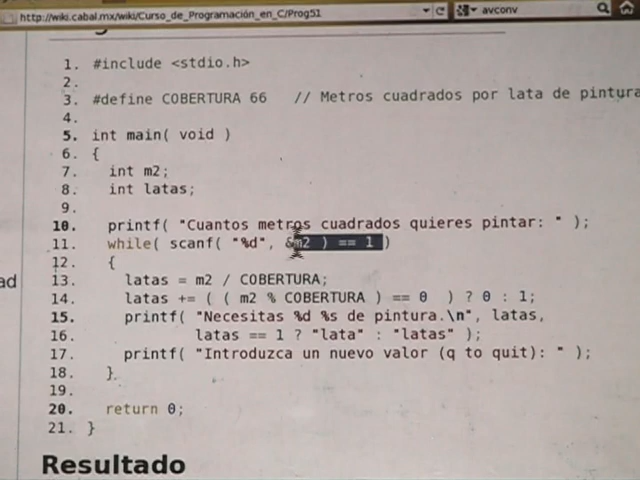 http://wiki.cabal.mx/wiki/Curso_de_Programación_en_C/Prog51
avconv
1. #include <stdio.h>
2.
3. #define COBERTURA 66 // Metros cuadrados por lata de pintura
4.
5. int main( void )
6. {
7. int m2;
8. int latas;
9.
10. printf( "Cuantos metros cuadrados quieres pintar: " );
11. while( scanf( "%d", &m2 ) == 1 )
12. {
13. latas = m2 / COBERTURA;
14. latas += ( ( m2 % COBERTURA ) == 0 ) ? 0 : 1;
15. printf( "Necesitas %d %s de pintura.\n", latas,
16. latas == 1 ? "lata" : "latas" );
17. printf( "Introduzca un nuevo valor (q to quit): " );
18. }
19.
20. return 0;
21. }
ad
Resultado